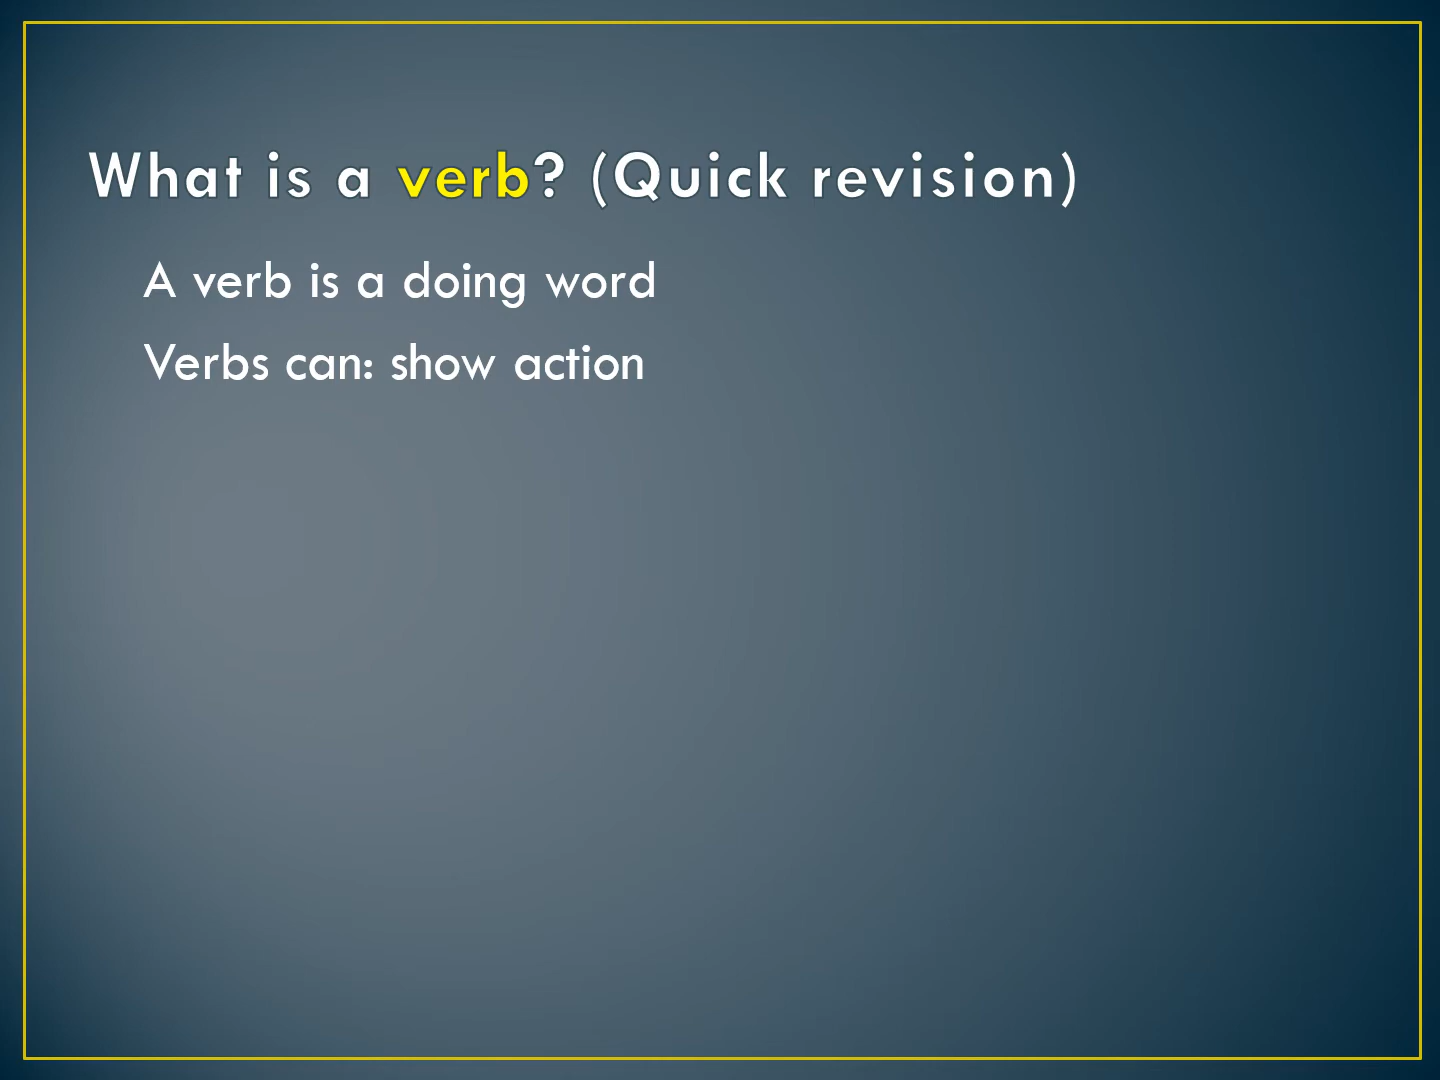 What is a verb? (Quick revision)
A verb is a doing word
Verbs can: show action